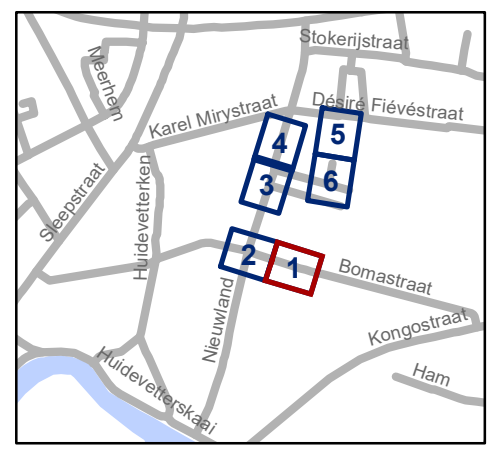 Stokerijstraat
Meerhem
Désiré Fiévéstraat
Karel Mirystraat
5
4
6
3
Sleepstraat
Huidevetterken
2
1
Bomastraat
Nieuwland
Kongostraat
Huidevetterskaai
Ham